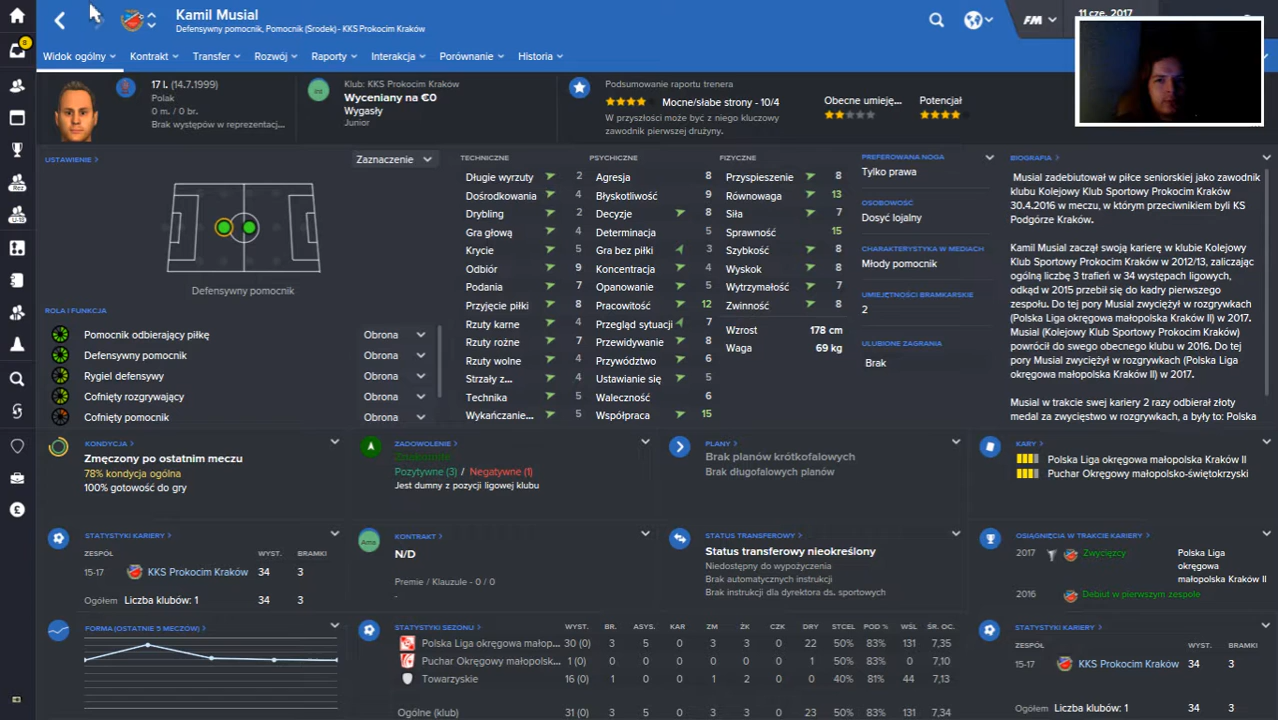 Kamil Musial
Defensywny pomocnik, Pomocnik (Środek) - KKS Prokocim Kraków
FM
11 cze. 2017
Widok ogólny
Kontrakt
Transfer
Rozwój
Raporty
Interakcja
Porównanie
Historia
17 l. (14.7.1999)
Polak
0 m. / 0 br.
Brak występów w reprezentacj...
Klub: KKS Prokocim Kraków
Wyceniany na €0
Wygasły
Junior
Podsumowanie raportu trenera
Mocne/słabe strony - 10/4
W przyszłości może być z niego kluczowy
zawodnik pierwszej drużyny.
Obecne umieję...
Potencjał
USTAWIENIE >
Zaznaczenie
Defensywny pomocnik
ROLA I FUNKCJA
Pomocnik odbierający piłkę Obrona
Defensywny pomocnik Obrona
Rygiel defensywy Obrona
Cofnięty rozgrywający Obrona
Cofnięty pomocnik Obrona
TECHNICZNE
Długie wyrzuty 2
Dośrodkowania 4
Drybling 2
Gra głową 4
Krycie 5
Odbiór 9
Podania 7
Przyjęcie piłki 8
Rzuty karne 4
Rzuty rożne 7
Rzuty wolne 4
Strzały z... 4
Technika 5
Wykańczanie... 5
PSYCHICZNE
Agresja 8
Błyskotliwość 9
Decyzje 8
Determinacja 5
Gra bez piłki 3
Koncentracja 4
Opanowanie 5
Pracowitość 12
Przegląd sytuacji 7
Przewidywanie 8
Przywództwo 6
Ustawianie się 5
Waleczność 6
Współpraca 15
FIZYCZNE
Przyspieszenie 8
Równowaga 13
Siła 7
Sprawność 15
Szybkość 8
Wyskok 8
Wytrzymałość 7
Zwinność 8
Wzrost 178 cm
Waga 69 kg
PREFEROWANA NOGA
Tylko prawa
OSOBOWOŚĆ
Dosyć lojalny
CHARAKTERYSTYKA W MEDIACH
Młody pomocnik
UMIEJĘTNOŚCI BRAMKARSKIE
2
ULUBIONE ZAGRANIA
Brak
BIOGRAFIA >
Musial zadebiutował w piłce seniorskiej jako zawodnik
klubu Kolejowy Klub Sportowy Prokocim Kraków
30.4.2016 w meczu, w którym przeciwnikiem byli KS
Podgórze Kraków.
Kamil Musial zaczął swoją karierę w klubie Kolejowy
Klub Sportowy Prokocim Kraków w 2012/13, zaliczając
ogólną liczbę 3 trafień w 34 występach ligowych,
odkąd w 2015 przebił się do kadry pierwszego
zespołu. Do tej pory Musial zwyciężył w rozgrywkach
(Polska Liga okręgowa małopolska Kraków II) w 2017.
Musial (Kolejowy Klub Sportowy Prokocim Kraków)
powrócił do swego obecnego klubu w 2016. Do tej
pory Musial zwyciężył w rozgrywkach (Polska Liga
okręgowa małopolska Kraków II) w 2017.
Musial w trakcie swej kariery 2 razy odbierał złoty
medal za zwycięstwo w rozgrywkach, a były to: Polska
KONDYCJA >
Zmęczony po ostatnim meczu
78% kondycja ogólna
100% gotowość do gry
ZADOWOLENIE >
Pozytywne (3) / Negatywne (1)
Jest dumny z pozycji ligowej klubu
PLANY >
Brak planów krótkofalowych
Brak długofalowych planów
KARY >
Polska Liga okręgowa małopolska Kraków II
Puchar Okręgowy małopolsko-świętokrzyski
STATYSTYKI KARIERY >
ZESPÓŁ WYST. BRAMKI
15-17 KKS Prokocim Kraków 34 3
Ogółem Liczba klubów: 1 34 3
KONTRAKT >
Ama
N/D
Premie / Klauzule - 0 / 0
-
STATUS TRANSFEROWY >
Status transferowy nieokreślony
Niedostępny do wypożyczenia
Brak automatycznych instrukcji
Brak instrukcji dla dyrektora ds. sportowych
OSIĄGNIĘCIA W TRAKCIE KARIERY >
2017 Zwycięzcy Polska Liga
okręgowa
małopolska Kraków II
2016 Debiut w pierwszym zespole
FORMA (OSTATNIE 5 MECZÓW) >
STATYSTYKI SEZONU > WYST. BR. ASYS. KAR ZM ŻK CZK DRY STCEL POD % WŚL ŚR. OC.
Polska Liga okręgowa małop... 30 (0) 3 5 0 3 3 0 22 50% 83% 131 7,35
Puchar Okręgowy małopolsk... 1 (0) 0 0 0 0 0 0 1 50% 83% 0 7,10
Towarzyskie 16 (0) 1 0 0 1 2 0 0 40% 81% 44 7,13
Ogólne (klub) 31 (0) 3 5 0 3 3 0 23 50% 83% 131 7,34
STATYSTYKI KARIERY >
ZESPÓŁ WYST. BRAMKI
15-17 KKS Prokocim Kraków 34 3
Ogółem Liczba klubów: 1 34 3